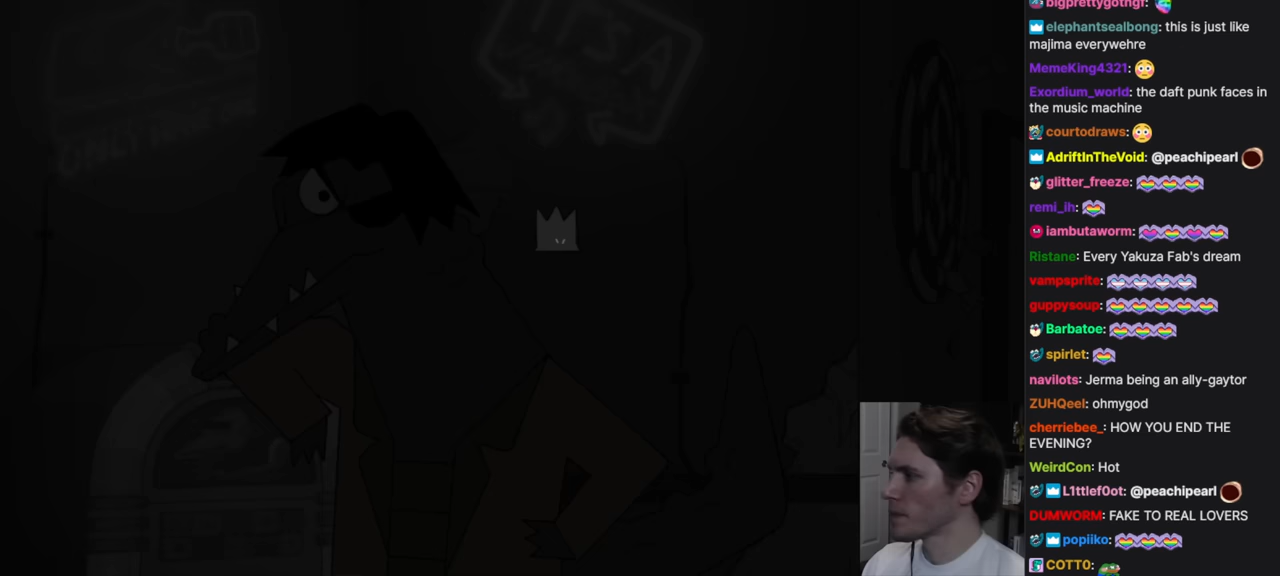 IT'S A
bigprettygothgf:
elephantsealbong: this is just like
majima everywehre
MemeKing4321:
Exordium_world: the daft punk faces in
the music machine
courtodraws:
AdriftInTheVoid: @peachipearl
glitter_freeze:
remi_ih:
iambutaworm:
Ristane: Every Yakuza Fab's dream
vampsprite:
guppysoup:
Barbatoe:
spirlet:
navilots: Jerma being an ally-gaytor
ZUHQeel: ohmygod
cherriebee_: HOW YOU END THE
EVENING?
WeirdCon: Hot
L1ttlef0ot: @peachipearl
DUMWORM: FAKE TO REAL LOVERS
popiiko:
COTT0: